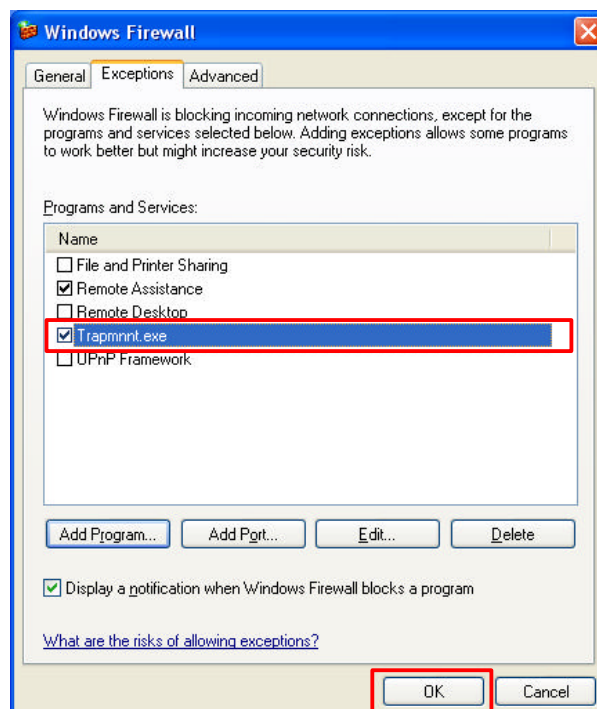 Windows Firewall
General Exceptions Advanced
Windows Firewall is blocking incoming network connections, except for the
programs and services selected below. Adding exceptions allows some programs
to work better but might increase your security risk.
Programs and Services:
Name
File and Printer Sharing
Remote Assistance
Remote Desktop
Trapmnnt.exe
UPnP Framework
Add Program... Add Port... Edit... Delete
Display a notification when Windows Firewall blocks a program
What are the risks of allowing exceptions?
OK Cancel